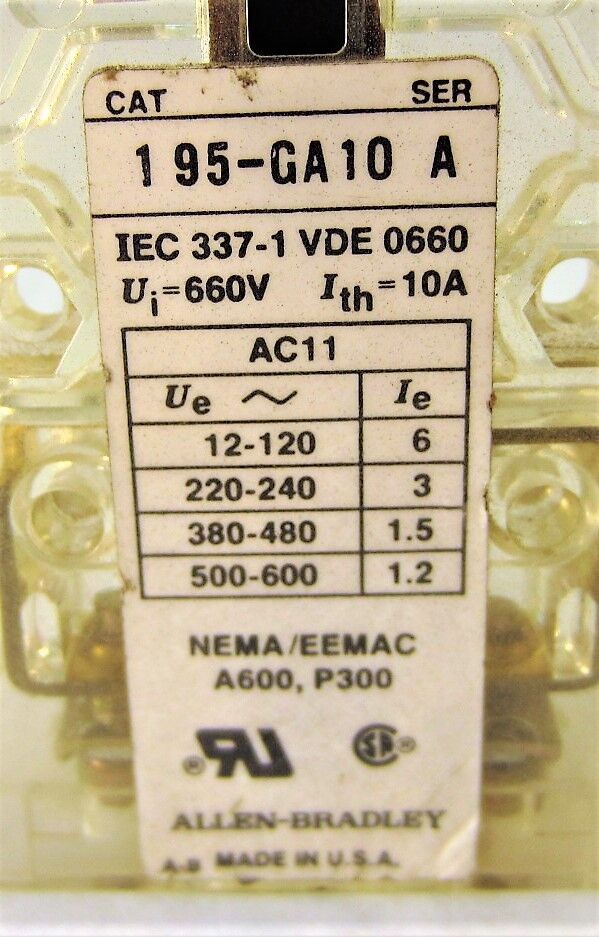 CAT SER
195-GA10 A
IEC 337-1 VDE 0660
Ui=660V Ith=10A
AC11
Ue ~ Ie
12-120 6
220-240 3
380-480 1.5
500-600 1.2
NEMA/EEMAC
A600, P300
® RU SA ®
ALLEN-BRADLEY
A-B MADE IN U.S.A.